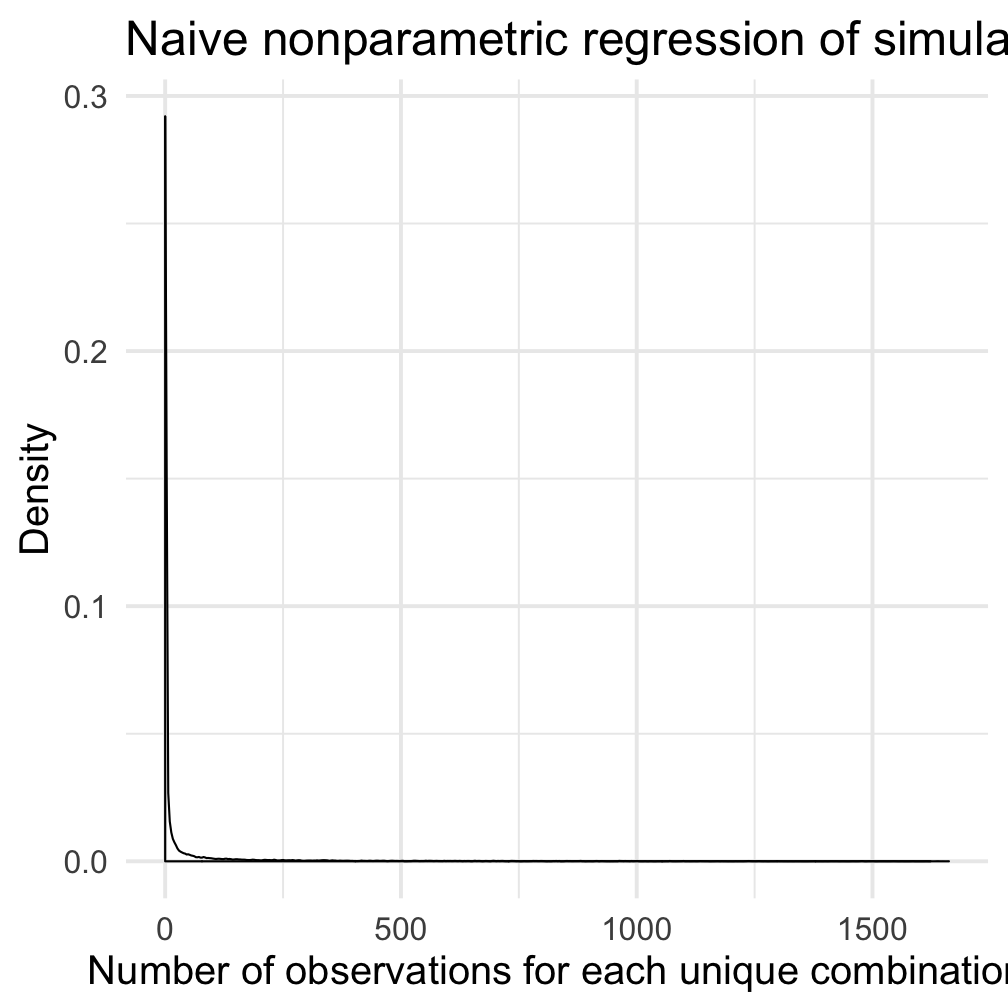 Naive nonparametric regression of simula
0.3
0.2
0.1
0.0
Density
0 500 1000 1500
Number of observations for each unique combination